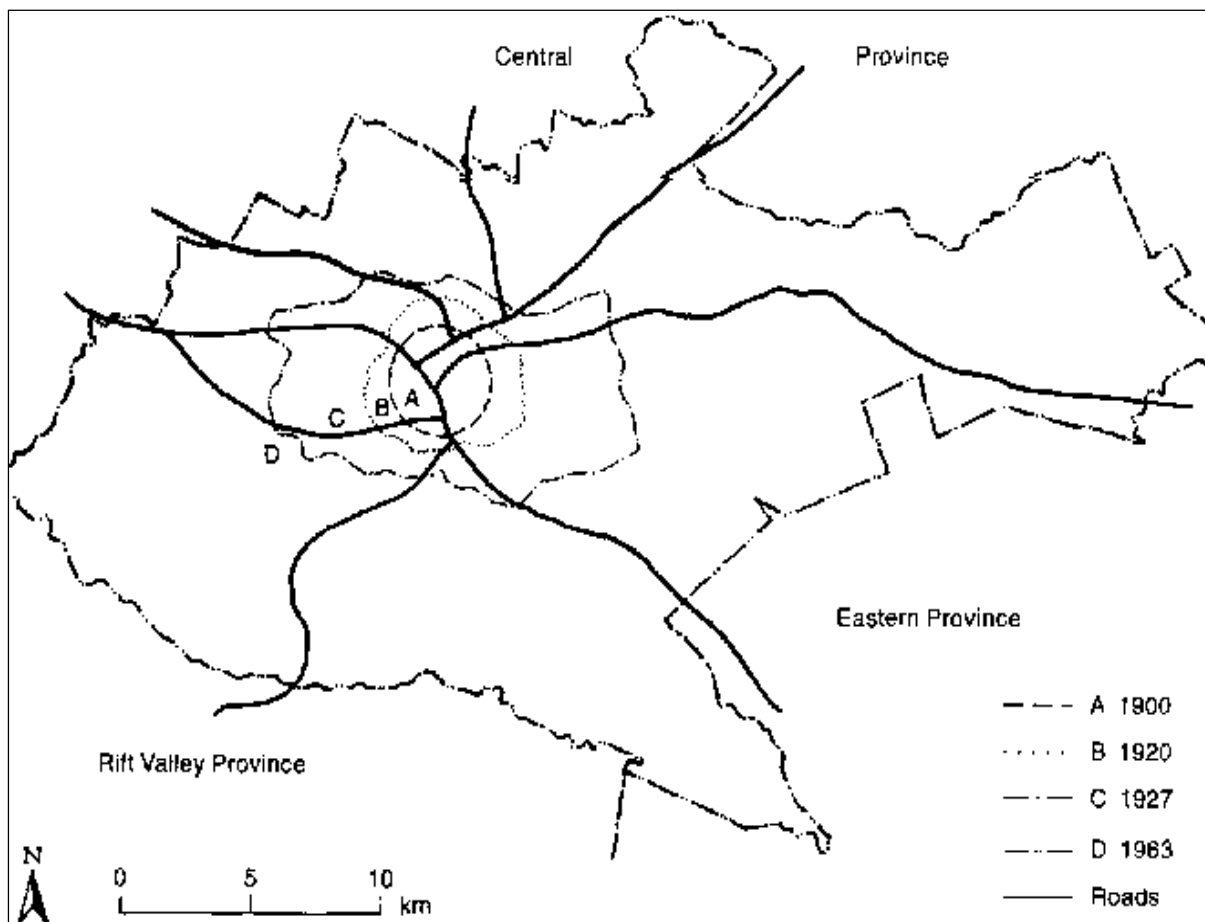 Central Province
A
B
C
D
Eastern Province
Rift Valley Province
A 1900
B 1920
C 1927
D 1963
Roads
N
0 5 10
km